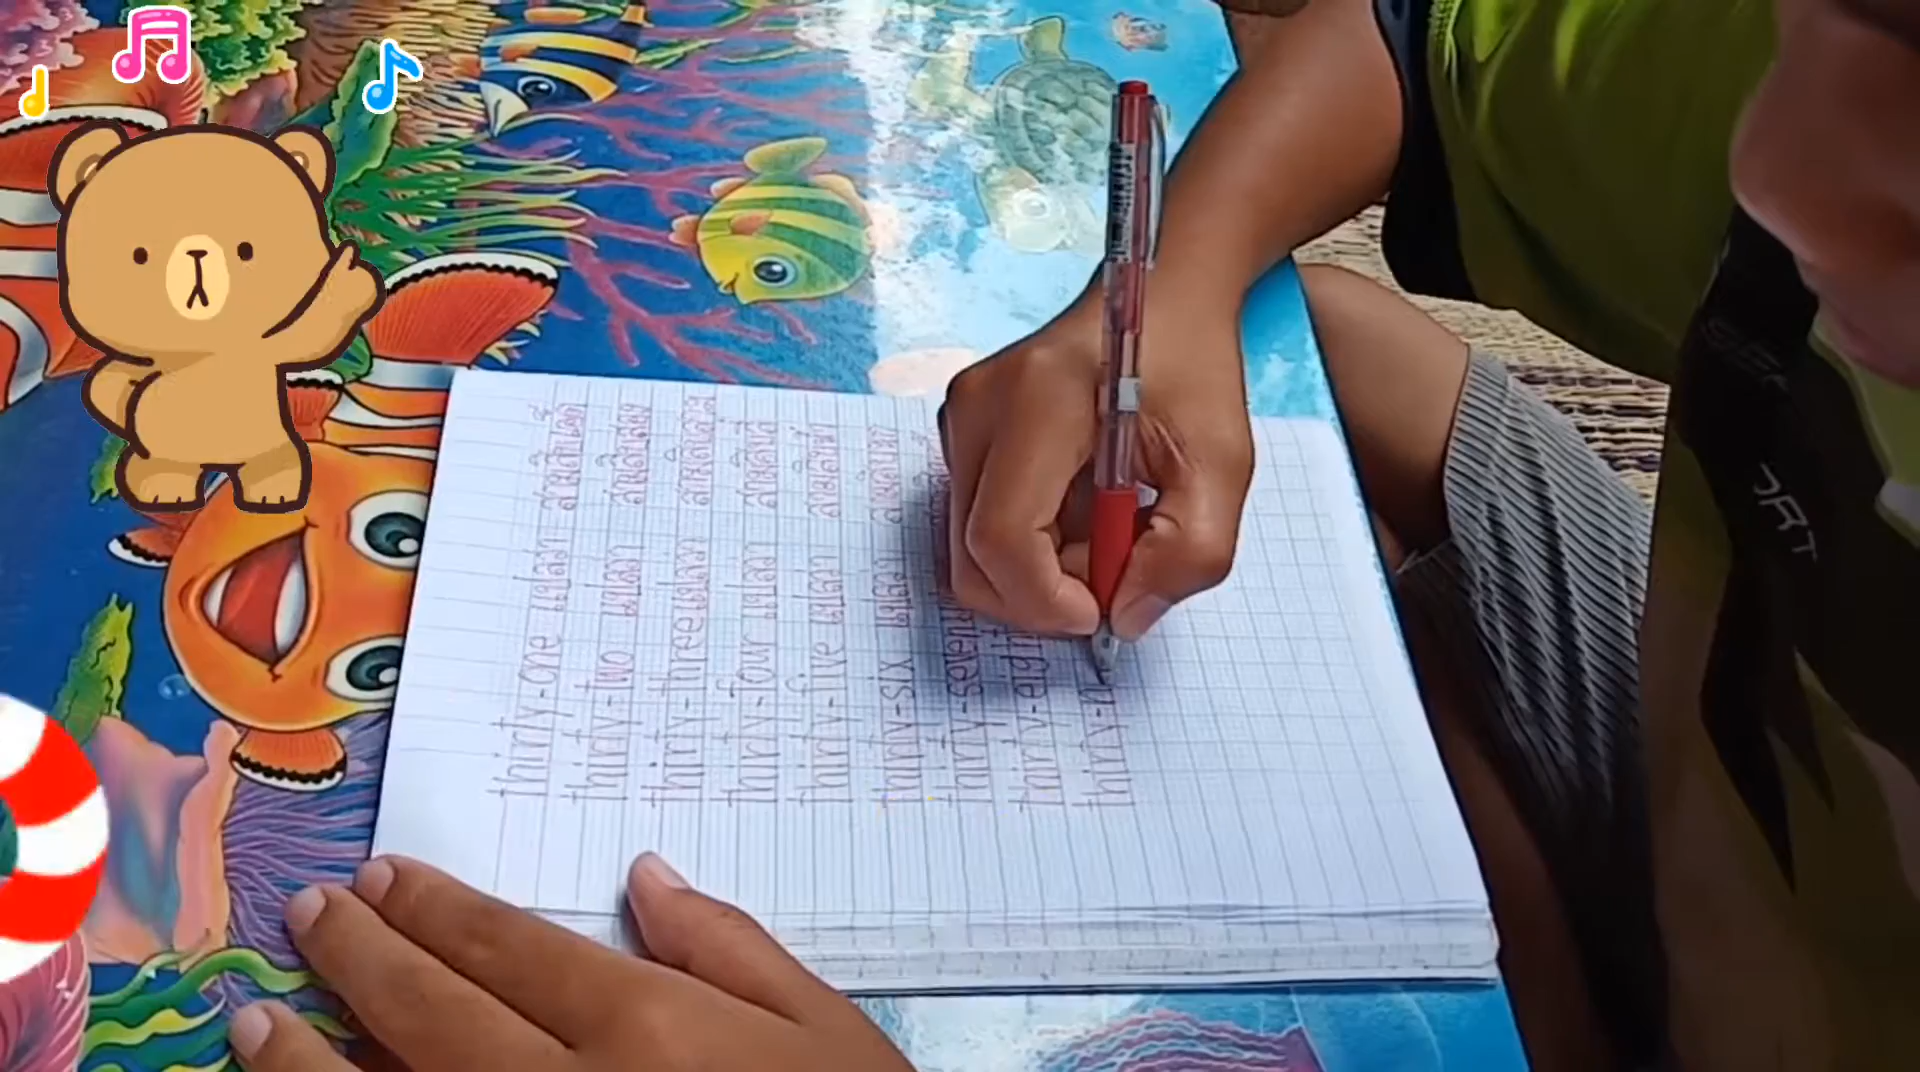 thirty-one แปลว่า สามสิบเอ็ด
thirty-two แปลว่า สามสิบสอง
thirty-three แปลว่า สามสิบสาม
thirty-four แปลว่า สามสิบสี่
thirty-five แปลว่า สามสิบห้า
thirty-six แปลว่า สามสิบหก
thirty-seven
thirty-eigh
thirty-n